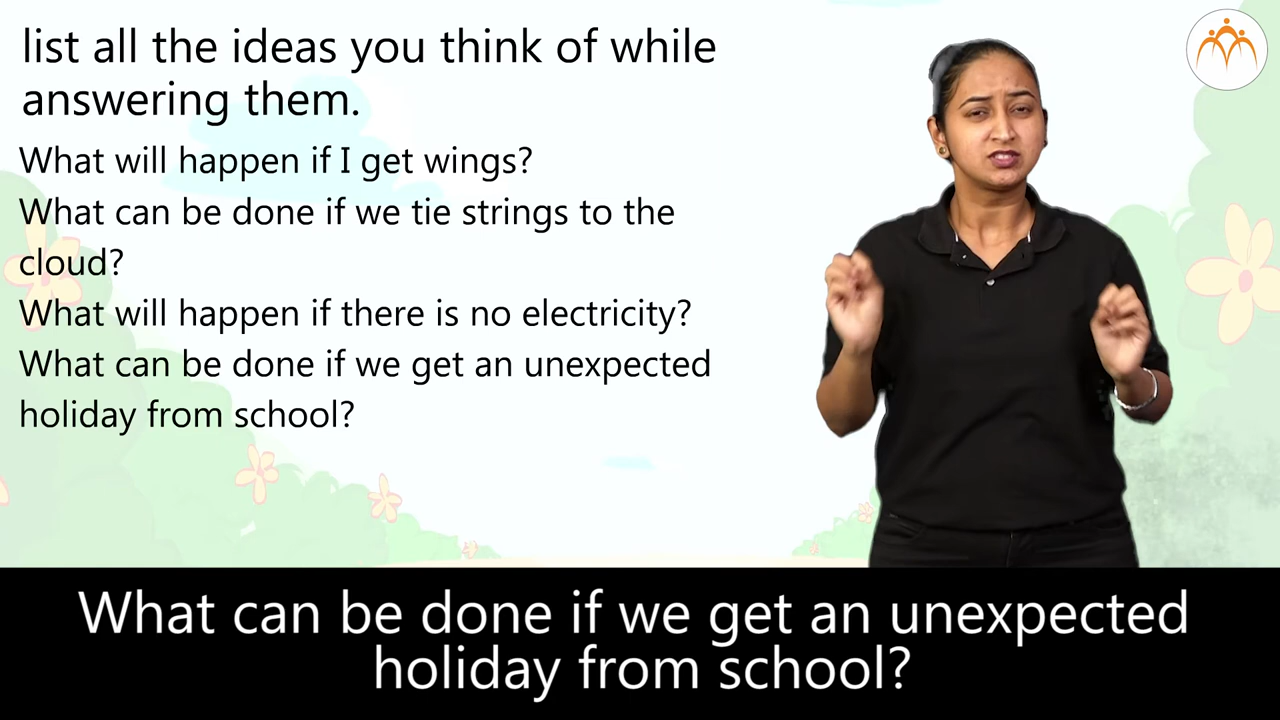 list all the ideas you think of while
answering them.
What will happen if I get wings?
What can be done if we tie strings to the
cloud?
What will happen if there is no electricity?
What can be done if we get an unexpected
holiday from school?
What can be done if we get an unexpected
holiday from school?